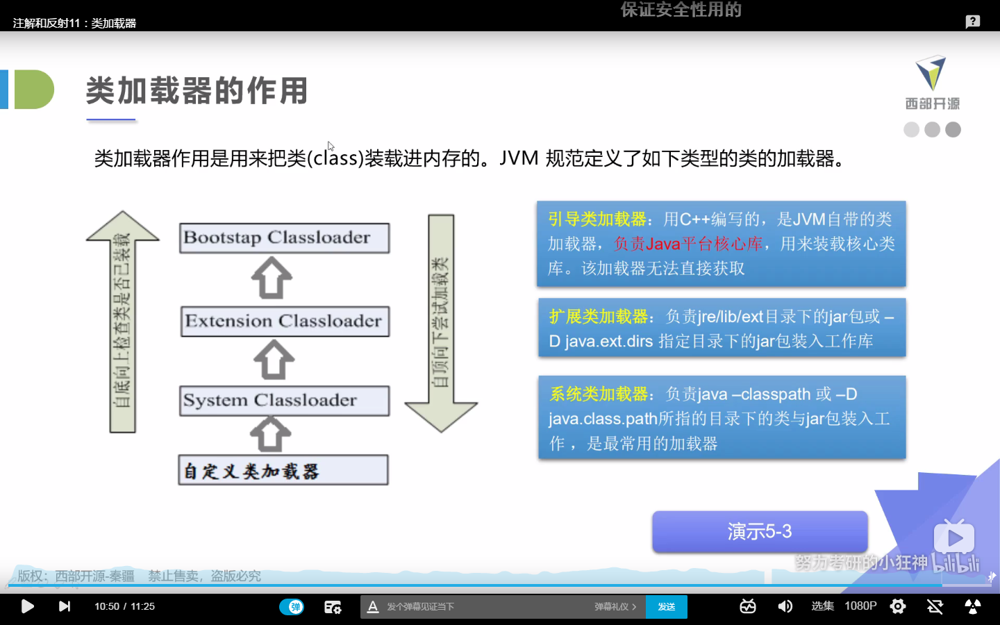 保证安全性用的
注解和反射11：类加载器
类加载器的作用
西部开源
类加载器作用是用来把类(class)装载进内存的。JVM 规范定义了如下类型的类的加载器。
自底向上检查类是否已装载
Bootstap Classloader
Extension Classloader
System Classloader
自定义类加载器
自顶向下尝试加载类
引导类加载器：用C++编写的，是JVM自带的类
加载器，负责Java平台核心库，用来装载核心类
库。该加载器无法直接获取
扩展类加载器：负责jre/lib/ext目录下的jar包或 –
D java.ext.dirs 指定目录下的jar包装入工作库
系统类加载器：负责java –classpath 或 –D
java.class.path所指的目录下的类与jar包装入工
作 ，是最常用的加载器
演示5-3
努力考研的小狂神 bilibili
版权：西部开源-秦疆 禁止售卖，盗版必究
10:50 / 11:25
弹
A 发个弹幕见证当下 弹幕礼仪 > 发送
选集 1080P